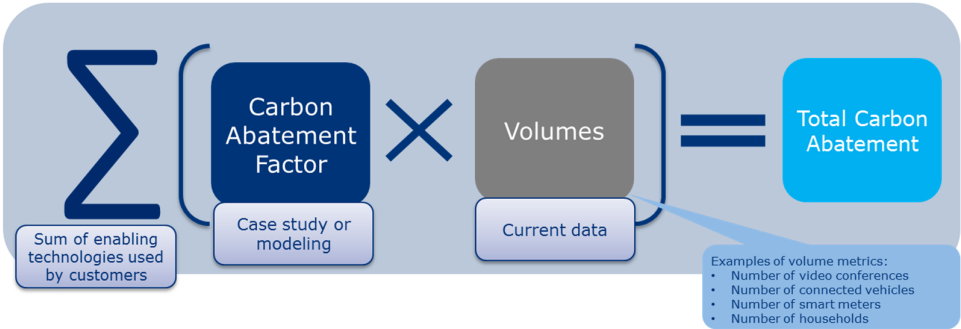 Σ
Carbon
Abatement
Factor
×
Volumes
=
Total Carbon
Abatement
Sum of enabling
technologies used
by customers
Case study or
modeling
Current data
Examples of volume metrics:
• Number of video conferences
• Number of connected vehicles
• Number of smart meters
• Number of households